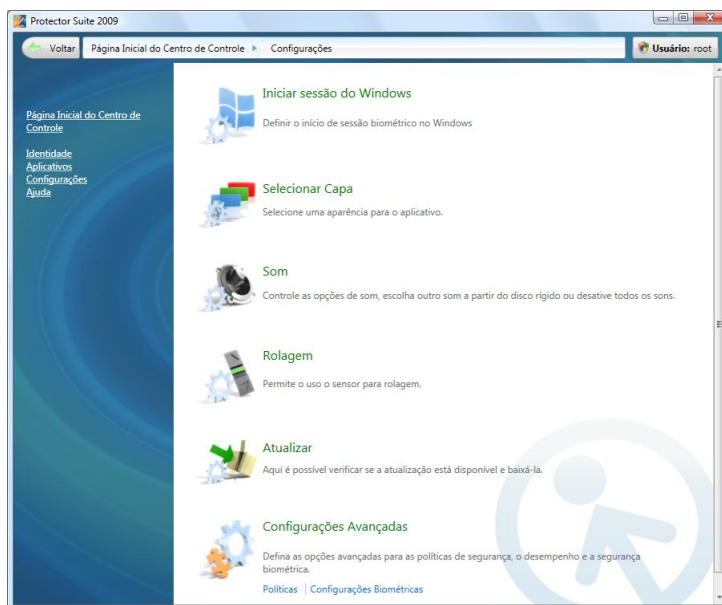 Protector Suite 2009
Voltar
Página Inicial do Centro de Controle
Configurações
Usuário: root
Página Inicial do Centro de
Controle
Identidade
Aplicativos
Configurações
Ajuda
Iniciar sessão do Windows
Definir o início de sessão biométrico no Windows
Selecionar Capa
Selecione uma aparência para o aplicativo.
Som
Controle as opções de som, escolha outro som a partir do disco rígido ou desative todos os sons.
Rolagem
Permite o uso o sensor para rolagem.
Atualizar
Aqui é possível verificar se a atualização está disponível e baixá-la.
Configurações Avançadas
Defina as opções avançadas para as políticas de segurança, o desempenho e a segurança
biométrica.
Políticas | Configurações Biométricas